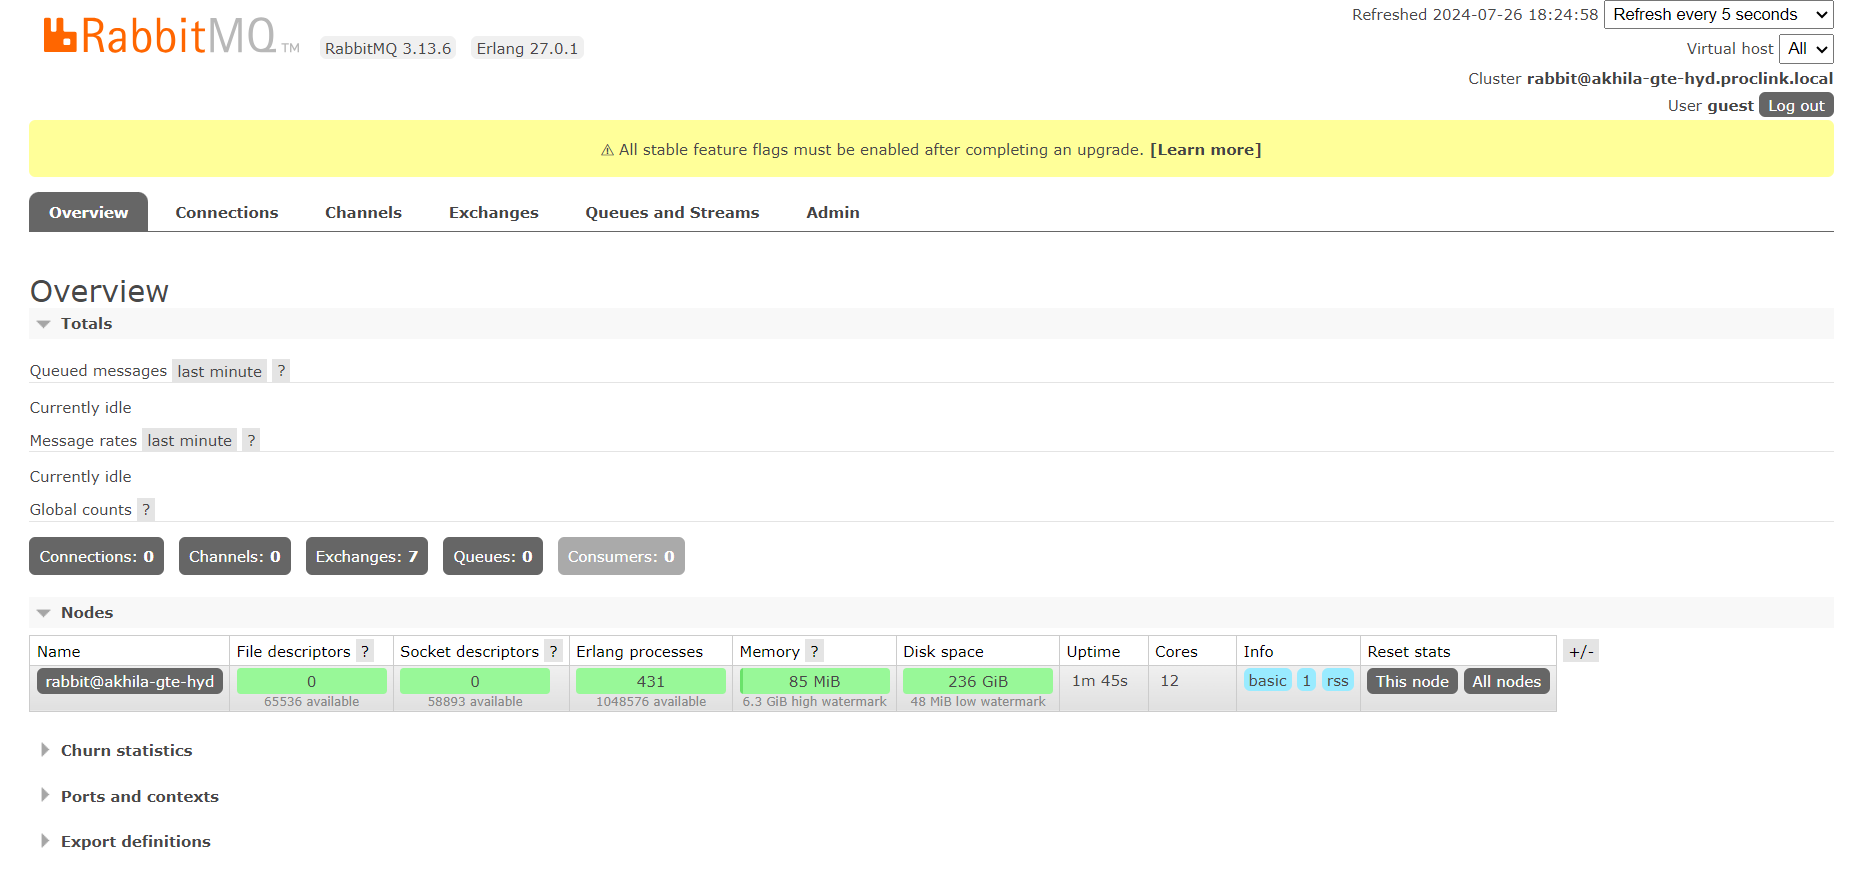 RabbitMQ TM RabbitMQ 3.13.6 Erlang 27.0.1
Refreshed 2024-07-26 18:24:58 Refresh every 5 seconds
Virtual host All
Cluster rabbit@akhila-gte-hyd.proclink.local
User guest Log out
⚠ All stable feature flags must be enabled after completing an upgrade. [Learn more]
Overview Connections Channels Exchanges Queues and Streams Admin
Overview
Totals
Queued messages last minute ?
Currently idle
Message rates last minute ?
Currently idle
Global counts ?
Connections: 0 Channels: 0 Exchanges: 7 Queues: 0 Consumers: 0
Nodes
Name File descriptors ? Socket descriptors ? Erlang processes Memory ? Disk space Uptime Cores Info Reset stats +/-
rabbit@akhila-gte-hyd 0 0 431 85 MiB 236 GiB 1m 45s 12 basic 1 rss This node All nodes
65536 available 58893 available 1048576 available 6.3 GiB high watermark 48 MiB low watermark
Churn statistics
Ports and contexts
Export definitions